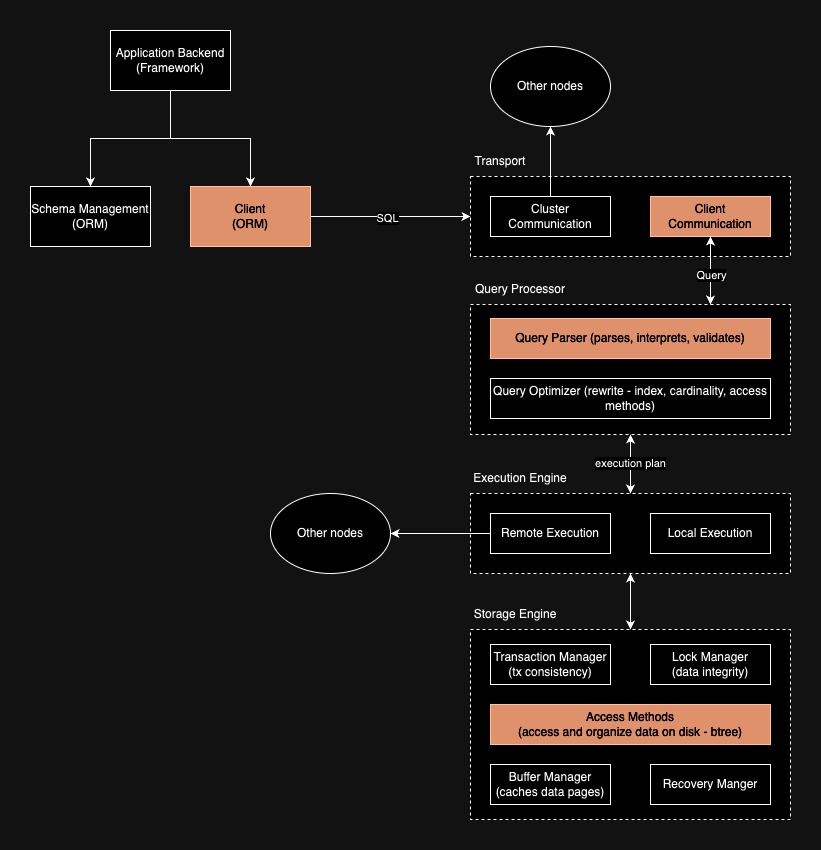 Application Backend
(Framework)
Other nodes
Transport
Schema Management
(ORM)
Client
(ORM)
SQL
Cluster
Communication
Client
Communication
Query
Query Processor
Query Parser (parses, interprets, validates)
Query Optimizer (rewrite - index, cardinality, access
methods)
execution plan
Execution Engine
Other nodes
Remote Execution
Local Execution
Storage Engine
Transaction Manager
(tx consistency)
Lock Manager
(data integrity)
Access Methods
(access and organize data on disk - btree)
Buffer Manager
(caches data pages)
Recovery Manger